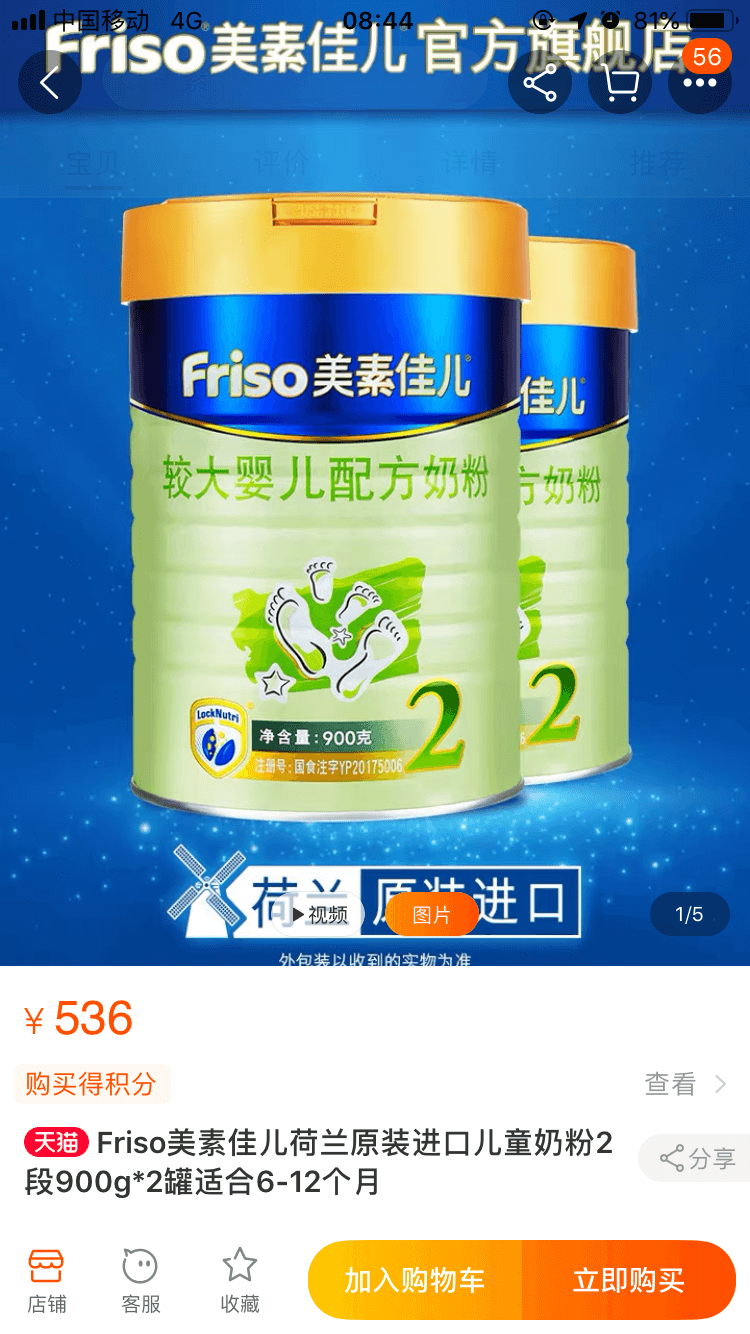 中国移动 4G 08:44 81%
Friso美素佳儿 官方旗舰店
56
宝贝 评价 详情 推荐
Friso美素佳儿
佳儿
较大婴儿配方奶粉
方奶粉
LockNutri
净含量:900克
注册号:国食注字YP20175006
2
2
荷兰 原装进口
视频
图片
1/5
外包装以收到的实物为准
¥ 536
购买得积分
查看
天猫 Friso美素佳儿荷兰原装进口儿童奶粉2
段900g*2罐适合6-12个月
分享
店铺
客服
收藏
加入购物车
立即购买